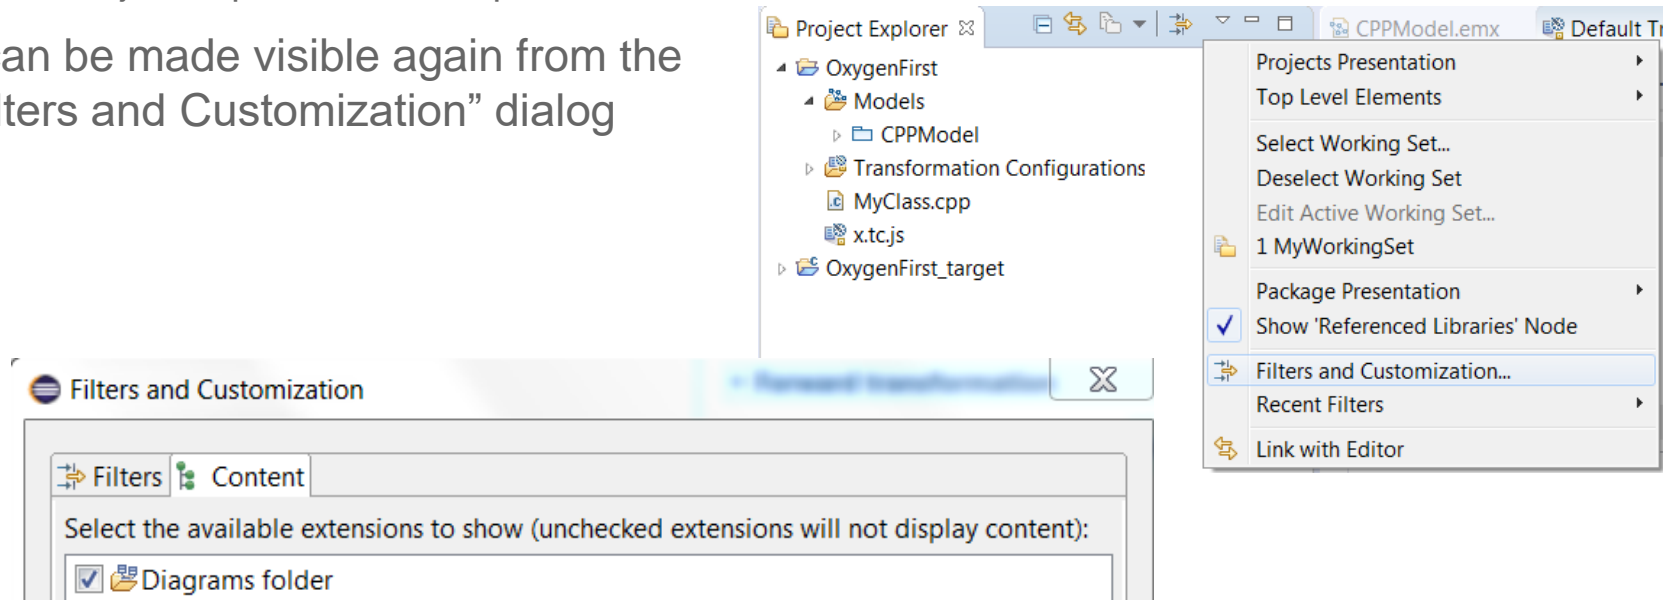 an be made visible again from the
lters and Customization” dialog
Project Explorer
CPPModel.emx
Default Tr
OxygenFirst
Models
CPPModel
Transformation Configurations
MyClass.cpp
x.tc.js
OxygenFirst_target
Projects Presentation
Top Level Elements
Select Working Set...
Deselect Working Set
Edit Active Working Set...
1 MyWorkingSet
Package Presentation
Show 'Referenced Libraries' Node
Filters and Customization...
Recent Filters
Link with Editor
Filters and Customization
Forward transformation
Filters
Content
Select the available extensions to show (unchecked extensions will not display content):
Diagrams folder